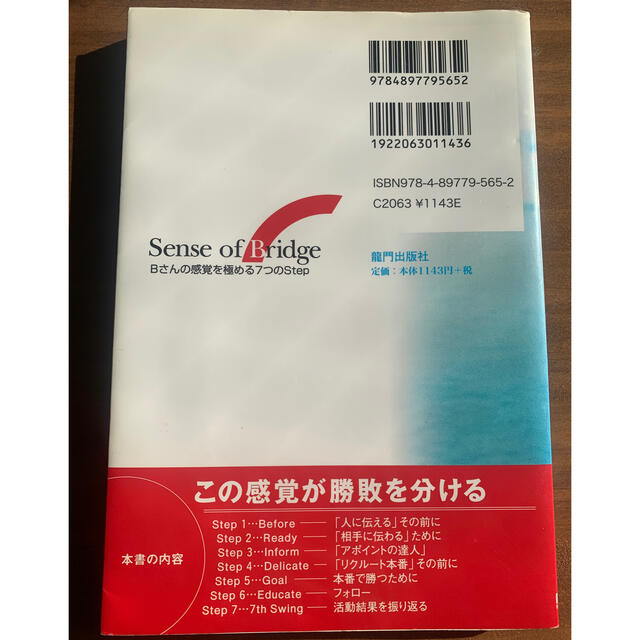 9784897795652
1922063011436
ISBN978-4-89779-565-2
C2063 ¥1143E
Sense of Bridge
Bさんの感覚を極める7つのStep
龍門出版社
定価:本体1143円+税
この感覚が勝敗を分ける
本書の内容
Step 1…Before ── 「人に伝える」その前に
Step 2…Ready ── 「相手に伝わる」ために
Step 3…Inform ── 「アポイントの達人」
Step 4…Delicate ── 「リクルート本番」その前に
Step 5…Goal ── 本番で勝つために
Step 6…Educate ── フォロー
Step 7…7th Swing ── 活動結果を振り返る